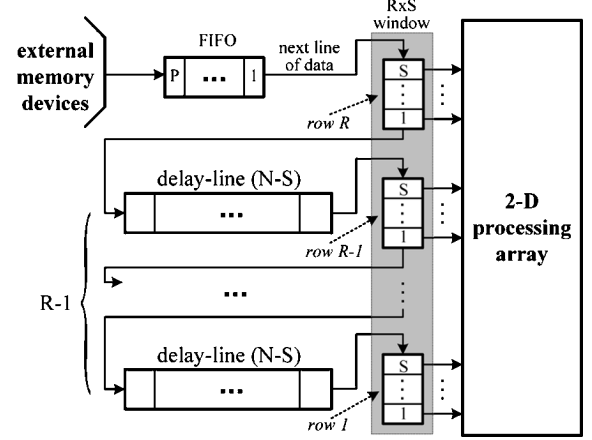 RxS
window
external
memory
devices
FIFO
P ... 1
next line
of data
S
⋮
1
row R
delay-line (N-S)
...
S
⋮
1
row R-1
2-D
processing
array
R-1
...
delay-line (N-S)
...
S
⋮
1
row 1